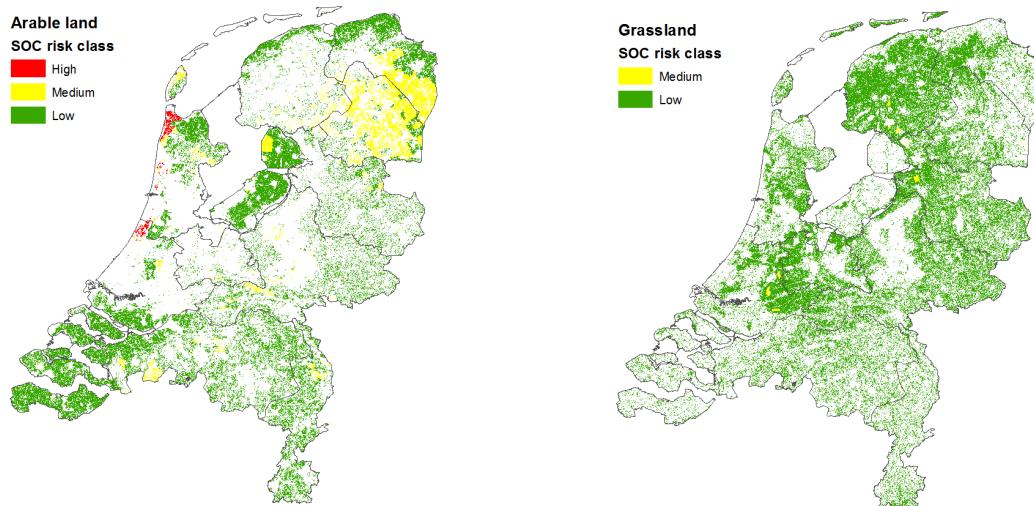 Arable land
SOC risk class
High
Medium
Low
Grassland
SOC risk class
Medium
Low